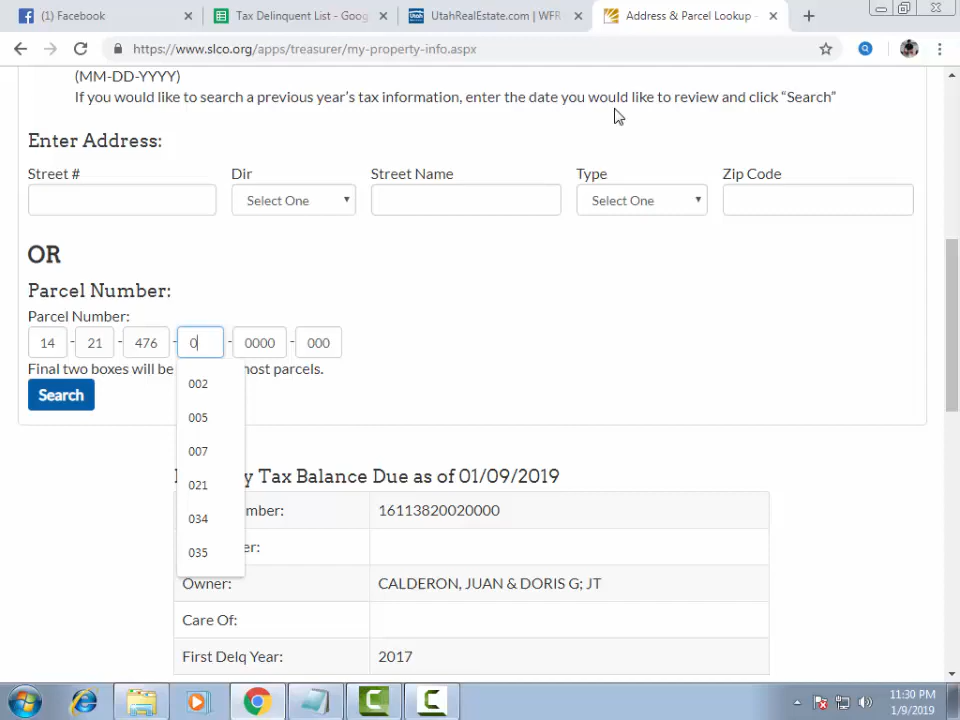 (1) Facebook
Tax Delinquent List - Goog
UtahRealEstate.com | WFR
Address & Parcel Lookup -
https://www.slco.org/apps/treasurer/my-property-info.aspx
(MM-DD-YYYY)
If you would like to search a previous year's tax information, enter the date you would like to review and click “Search”
Enter Address:
Street # Dir Street Name Type Zip Code
Select One Select One
OR
Parcel Number:
Parcel Number:
14 - 21 - 476 - 0 - 0000 - 000
Final two boxes will be most parcels.
Search
002
005
007
021
034
035
y Tax Balance Due as of 01/09/2019
mber: 16113820020000
er:
Owner: CALDERON, JUAN & DORIS G; JT
Care Of:
First Delq Year: 2017
11:30 PM
1/9/2019